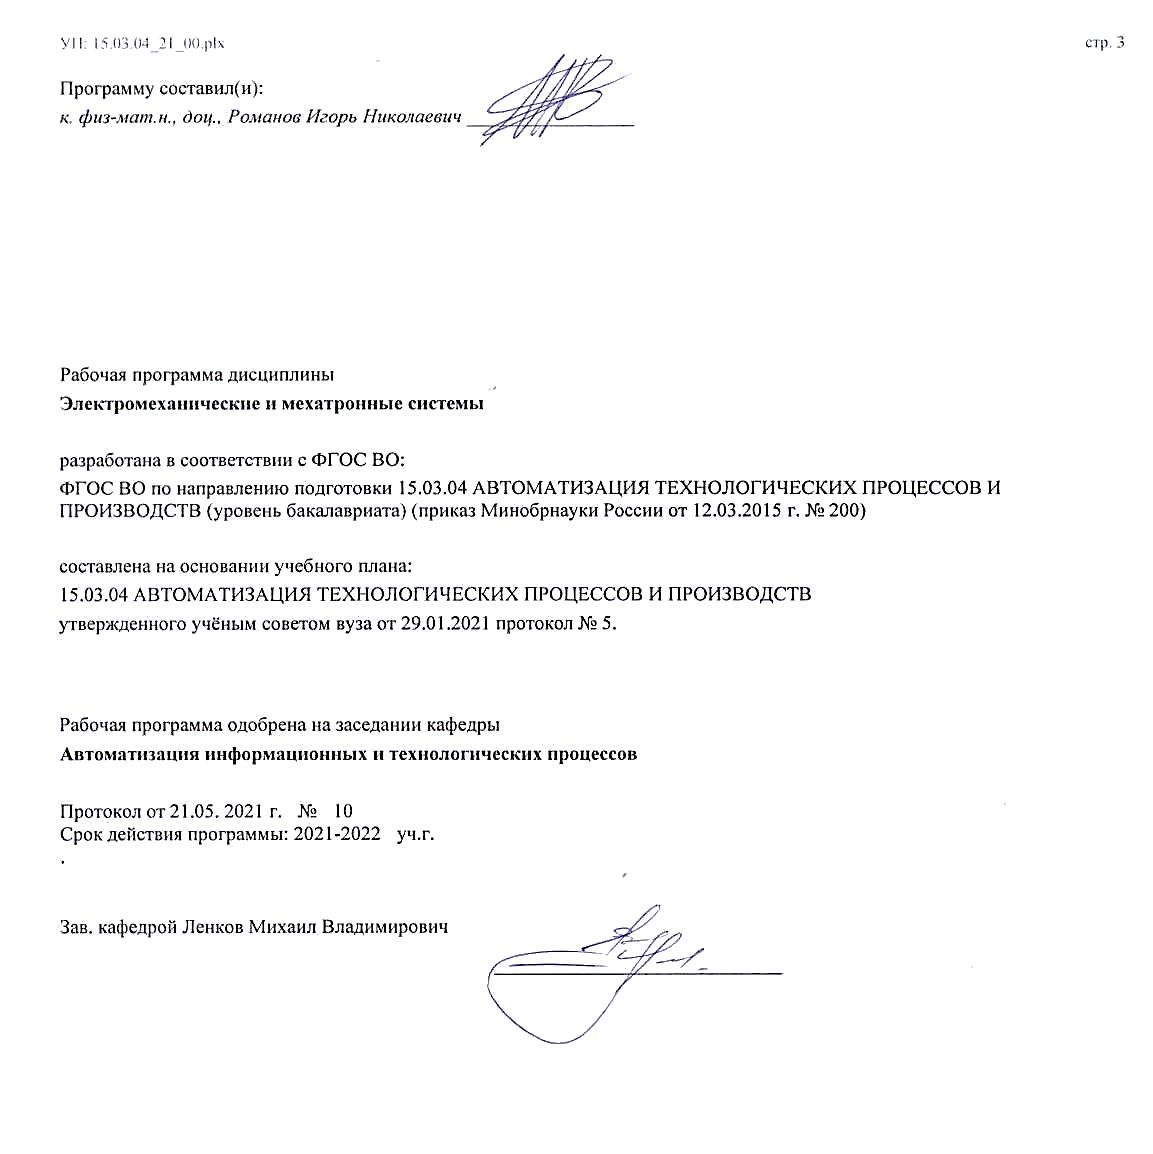 УП: 15.03.04_21_00.plx
стр. 3
Программу составил(и):
к. физ-мат.н., доц., Романов Игорь Николаевич
Рабочая программа дисциплины
Электромеханические и мехатронные системы
разработана в соответствии с ФГОС ВО:
ФГОС ВО по направлению подготовки 15.03.04 АВТОМАТИЗАЦИЯ ТЕХНОЛОГИЧЕСКИХ ПРОЦЕССОВ И
ПРОИЗВОДСТВ (уровень бакалавриата) (приказ Минобрнауки России от 12.03.2015 г. № 200)
составлена на основании учебного плана:
15.03.04 АВТОМАТИЗАЦИЯ ТЕХНОЛОГИЧЕСКИХ ПРОЦЕССОВ И ПРОИЗВОДСТВ
утвержденного учёным советом вуза от 29.01.2021 протокол № 5.
Рабочая программа одобрена на заседании кафедры
Автоматизация информационных и технологических процессов
Протокол от 21.05. 2021 г. № 10
Срок действия программы: 2021-2022 уч.г.
.
Зав. кафедрой Ленков Михаил Владимирович